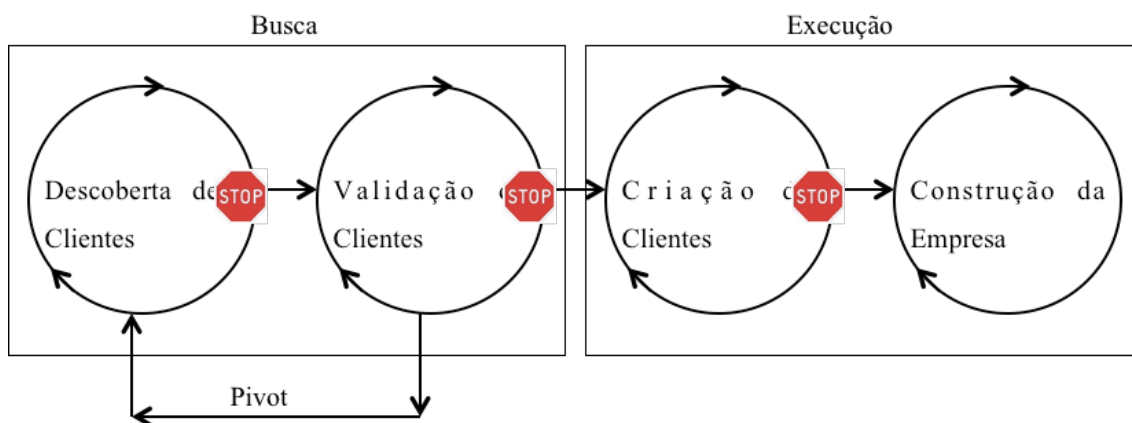 Busca
Execução
Descoberta de
Clientes
STOP
Validação
Clientes
STOP
Criação
Clientes
STOP
Construção da
Empresa
Pivot